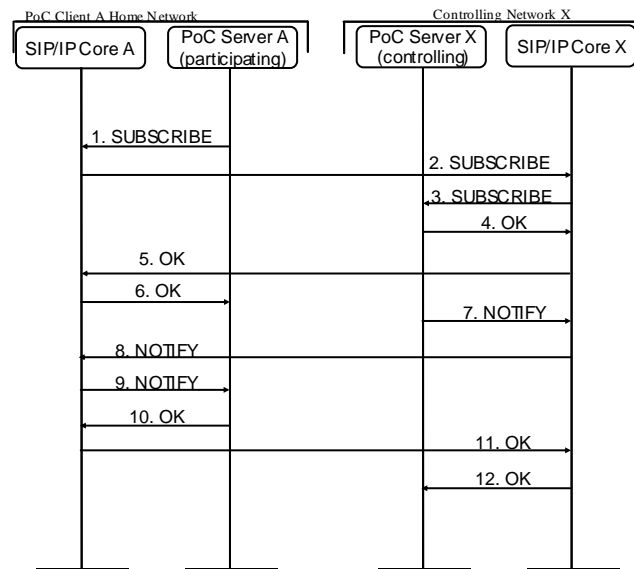 PoC Client A Home Network
Controlling Network X
SIP/IP Core A
PoC Server A
(participating)
PoC Server X
(controlling)
SIP/IP Core X
1. SUBSCRIBE
2. SUBSCRIBE
3. SUBSCRIBE
4. OK
5. OK
6. OK
7. NOTIFY
8. NOTIFY
9. NOTIFY
10. OK
11. OK
12. OK